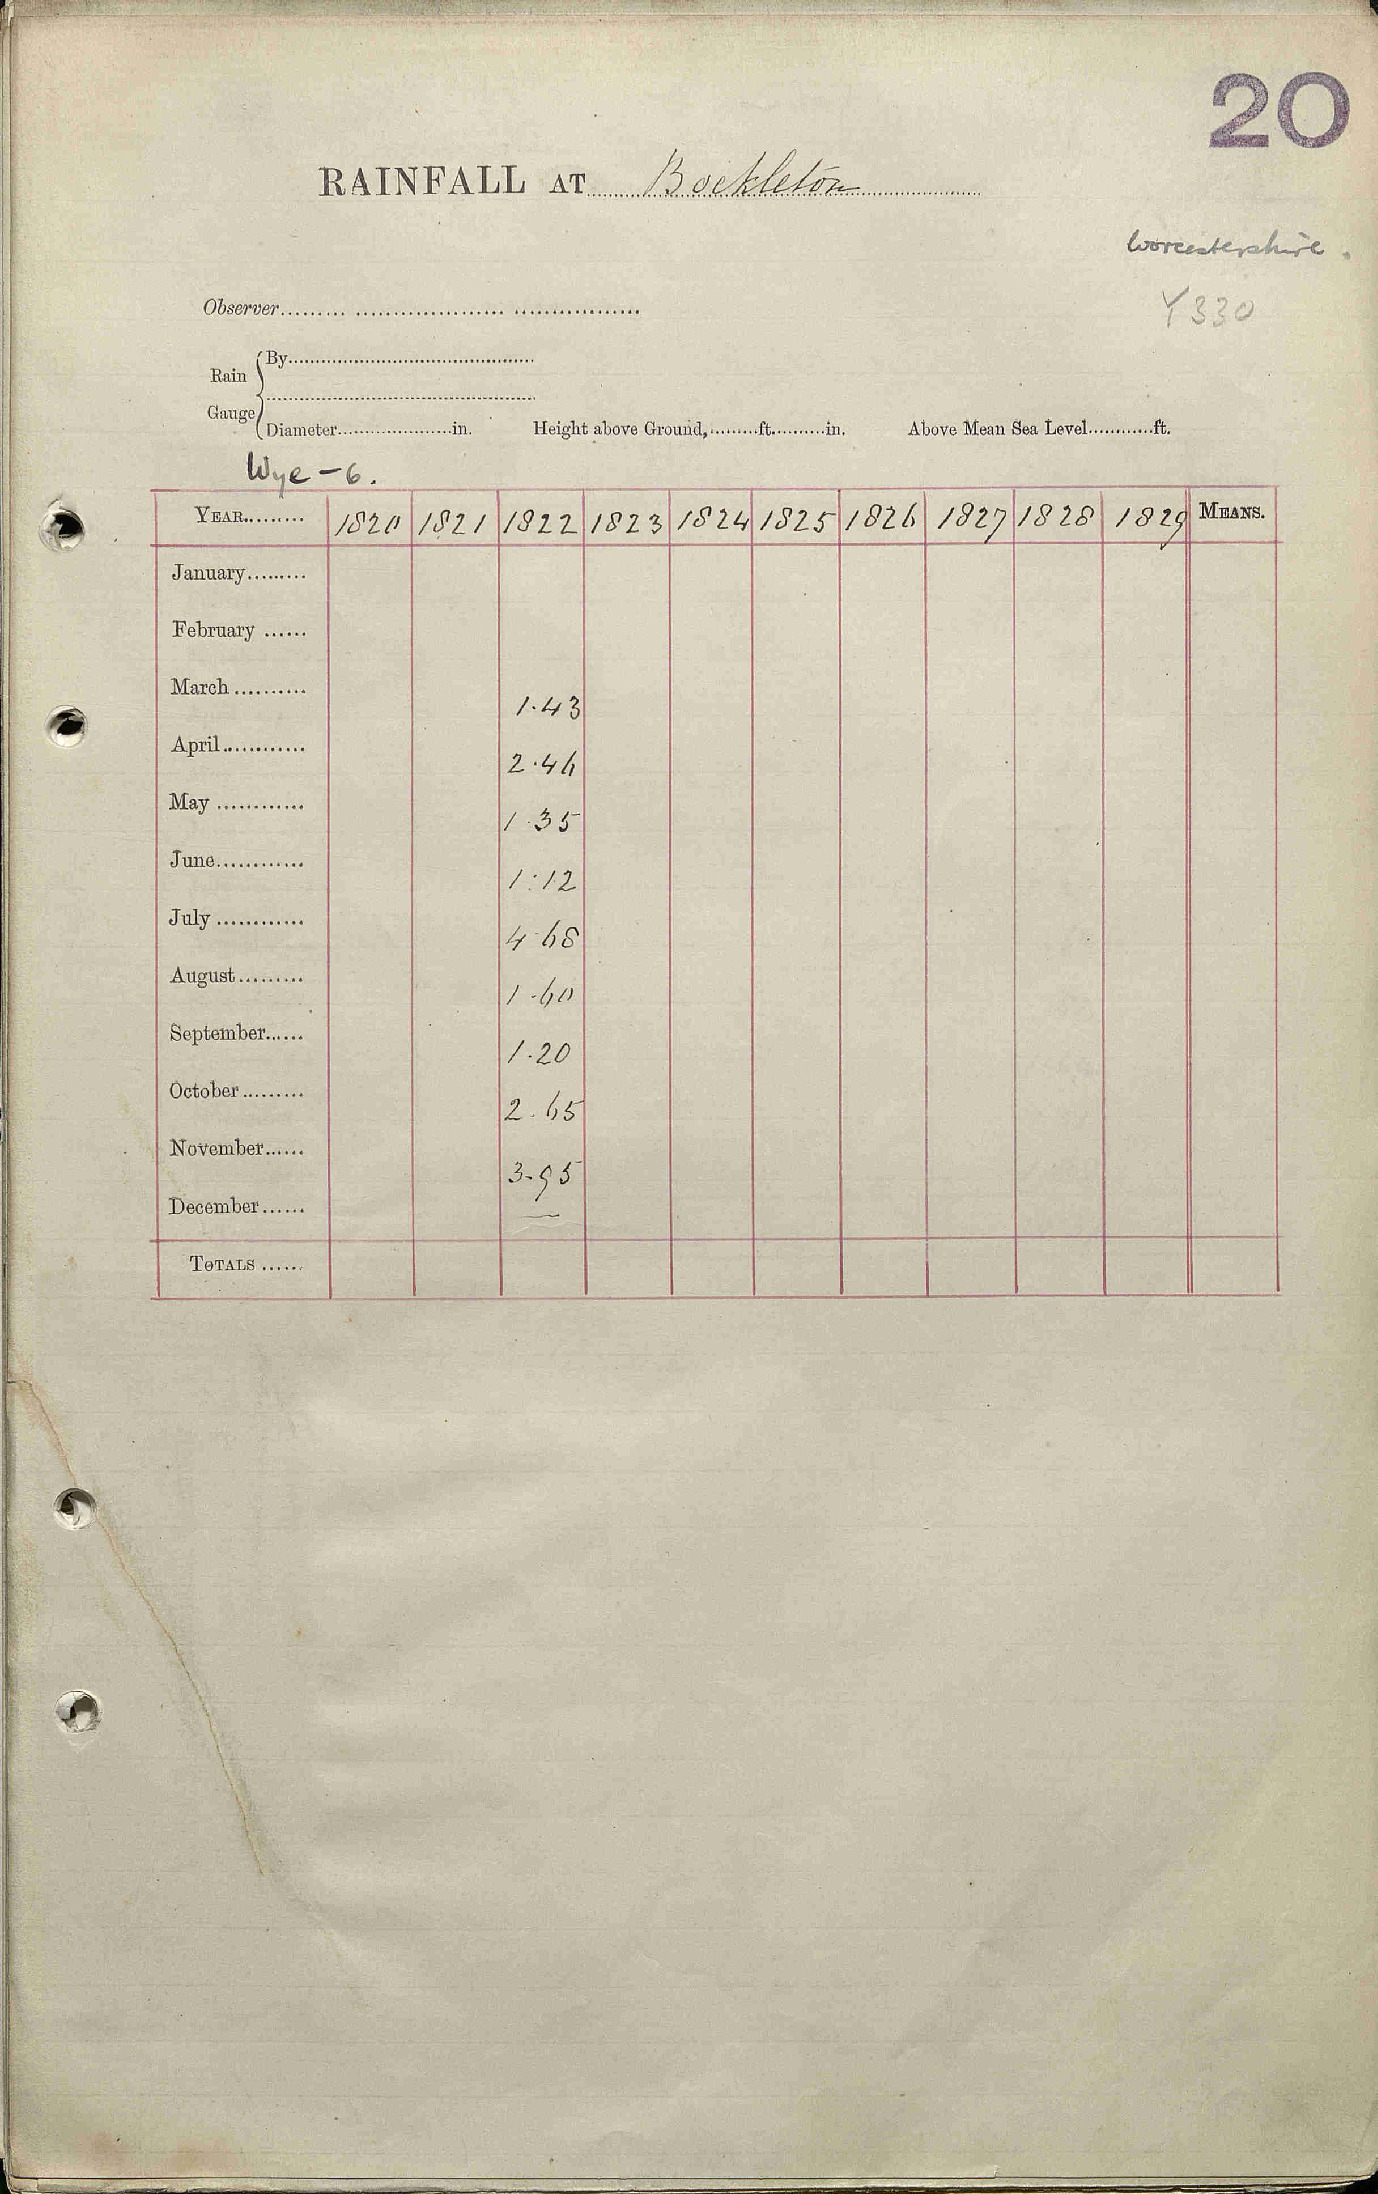 20
RAINFALL AT Bockleton
Worcestershire.
Observer
Y330
Rain Gauge
By
Diameter in. Height above Ground, ft. in. Above Mean Sea Level ft.
Wye - 6.
YEAR 1820 1821 1822 1823 1824 1825 1826 1827 1828 1829 MEANS.
January
February
March 1.43
April 2.46
May 1.35
June 1.12
July 4.68
August 1.60
September 1.20
October 2.65
November 3.95
December —
TOTALS